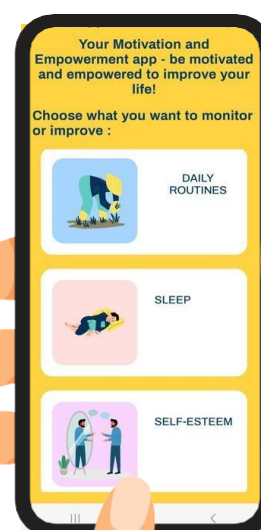 Your Motivation and
Empowerment app - be motivated
and empowered to improve your
life!
Choose what you want to monitor
or improve :
DAILY
ROUTINES
SLEEP
SELF-ESTEEM